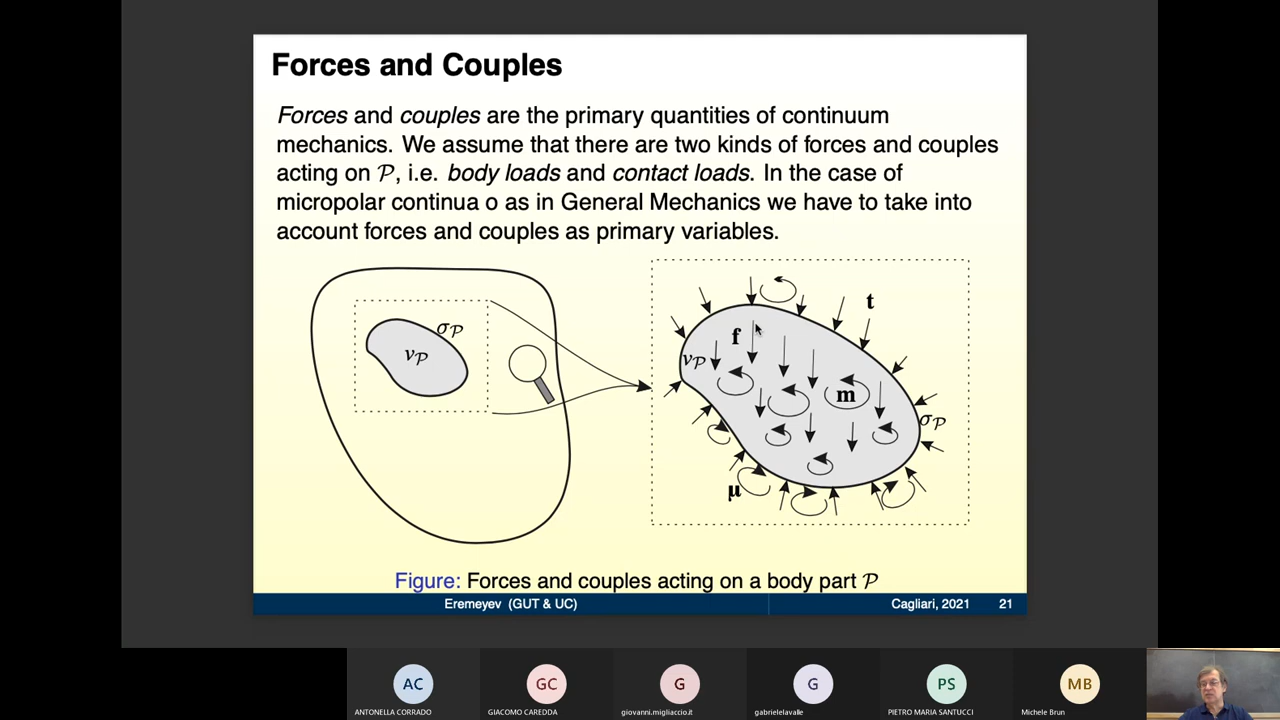 Forces and Couples
Forces and couples are the primary quantities of continuum
mechanics. We assume that there are two kinds of forces and couples
acting on 𝒫, i.e. body loads and contact loads. In the case of
micropolar continua o as in General Mechanics we have to take into
account forces and couples as primary variables.
σ𝒫
v𝒫
t
f
v𝒫
m
σ𝒫
μ
Figure: Forces and couples acting on a body part 𝒫
Eremeyev (GUT & UC) Cagliari, 2021 21
AC GC G G PS MB
ANTONELLA CORRADO GIACOMO CAREDDA giovanni.migliaccio.it gabrielelavalle PIETRO MARIA SANTUCCI Michele Brun